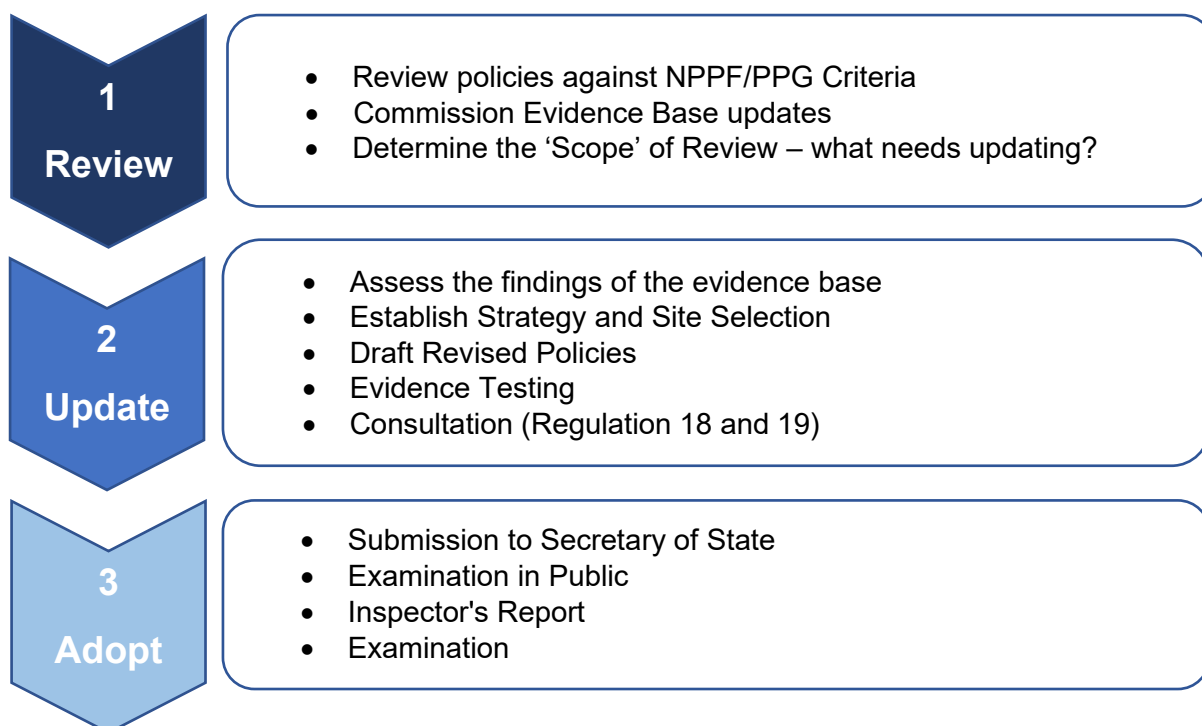 1
Review
• Review policies against NPPF/PPG Criteria
• Commission Evidence Base updates
• Determine the ‘Scope’ of Review – what needs updating?
2
Update
• Assess the findings of the evidence base
• Establish Strategy and Site Selection
• Draft Revised Policies
• Evidence Testing
• Consultation (Regulation 18 and 19)
3
Adopt
• Submission to Secretary of State
• Examination in Public
• Inspector's Report
• Examination